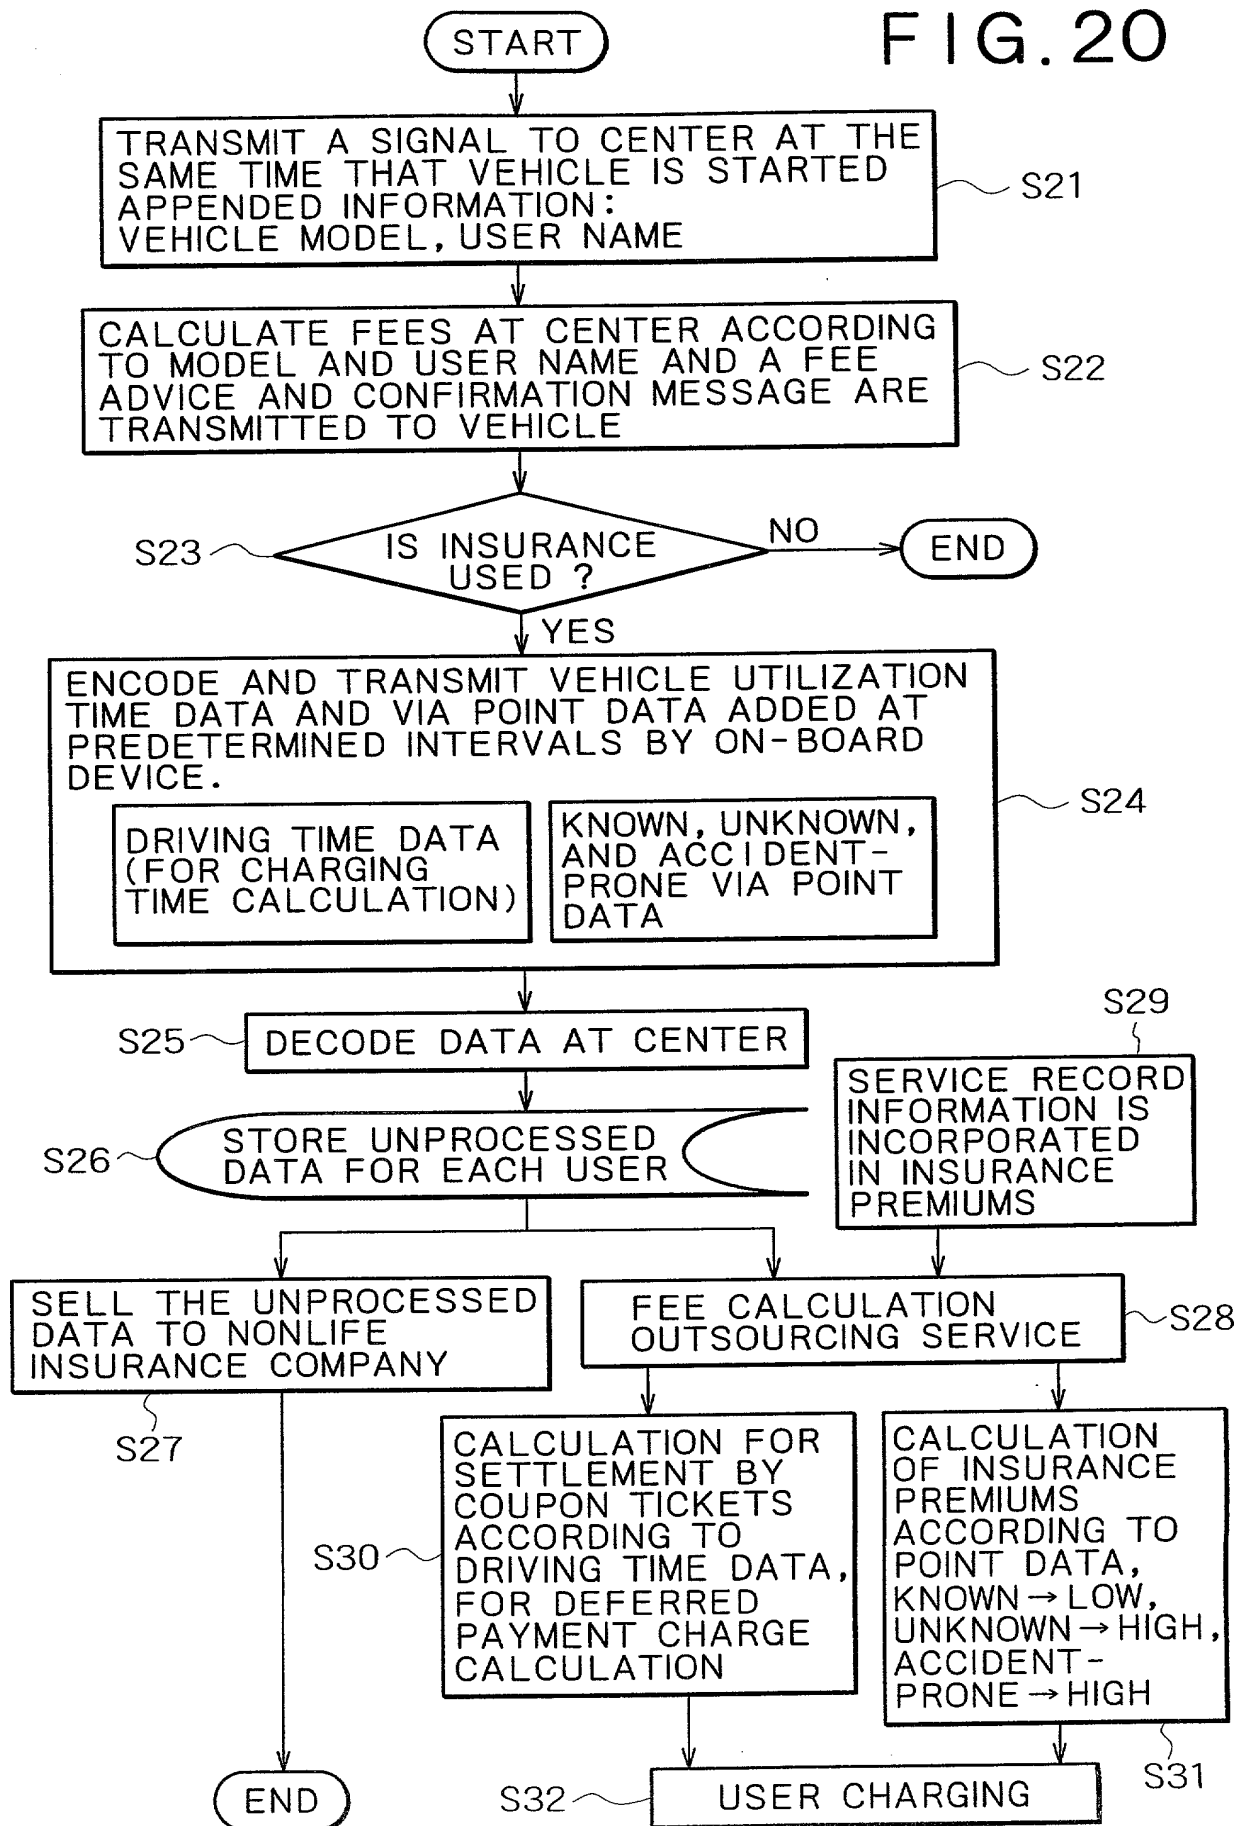 FIG. 20
START
TRANSMIT A SIGNAL TO CENTER AT THE
SAME TIME THAT VEHICLE IS STARTED
APPENDED INFORMATION:
VEHICLE MODEL, USER NAME
S21
CALCULATE FEES AT CENTER ACCORDING
TO MODEL AND USER NAME AND A FEE
ADVICE AND CONFIRMATION MESSAGE ARE
TRANSMITTED TO VEHICLE
S22
S23
IS INSURANCE
USED ?
NO
END
YES
ENCODE AND TRANSMIT VEHICLE UTILIZATION
TIME DATA AND VIA POINT DATA ADDED AT
PREDETERMINED INTERVALS BY ON-BOARD
DEVICE.
S24
DRIVING TIME DATA
(FOR CHARGING
TIME CALCULATION)
KNOWN, UNKNOWN,
AND ACCIDENT-
PRONE VIA POINT
DATA
S25
DECODE DATA AT CENTER
S29
SERVICE RECORD
INFORMATION IS
INCORPORATED
IN INSURANCE
PREMIUMS
S26
STORE UNPROCESSED
DATA FOR EACH USER
SELL THE UNPROCESSED
DATA TO NONLIFE
INSURANCE COMPANY
S27
FEE CALCULATION
OUTSOURCING SERVICE
S28
S30
CALCULATION FOR
SETTLEMENT BY
COUPON TICKETS
ACCORDING TO
DRIVING TIME DATA,
FOR DEFERRED
PAYMENT CHARGE
CALCULATION
CALCULATION
OF INSURANCE
PREMIUMS
ACCORDING TO
POINT DATA,
KNOWN→LOW,
UNKNOWN→HIGH,
ACCIDENT-
PRONE→HIGH
S31
END
S32
USER CHARGING